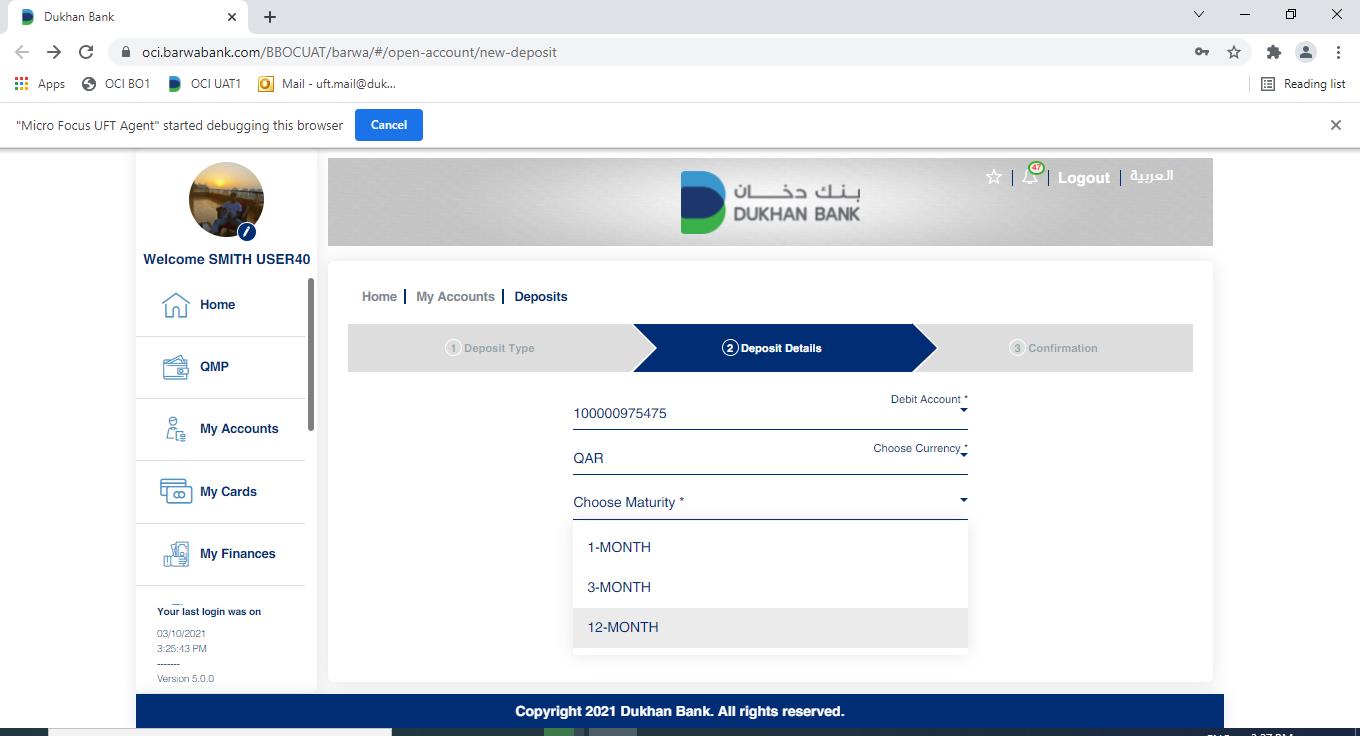 Dukhan Bank
oci.barwabank.com/BBOCUAT/barwa/#/open-account/new-deposit
Apps OCI BO1 OCI UAT1 Mail - uft.mail@duk... Reading list
"Micro Focus UFT Agent" started debugging this browser Cancel
بنك دخان
DUKHAN BANK
47 Logout العربية
Welcome SMITH USER40
Home
QMP
My Accounts
My Cards
My Finances
Your last login was on
03/10/2021
3:25:43 PM
-------
Version 5.0.0
Home My Accounts Deposits
1 Deposit Type 2 Deposit Details 3 Confirmation
Debit Account *
100000975475
Choose Currency *
QAR
Choose Maturity *
1-MONTH
3-MONTH
12-MONTH
Copyright 2021 Dukhan Bank. All rights reserved.